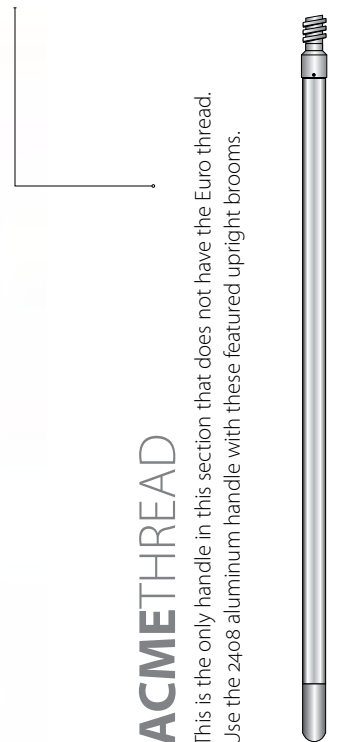 ACMETHREAD
This is the only handle in this section that does not have the Euro thread.
Use the 2408 aluminum handle with these featured upright brooms.